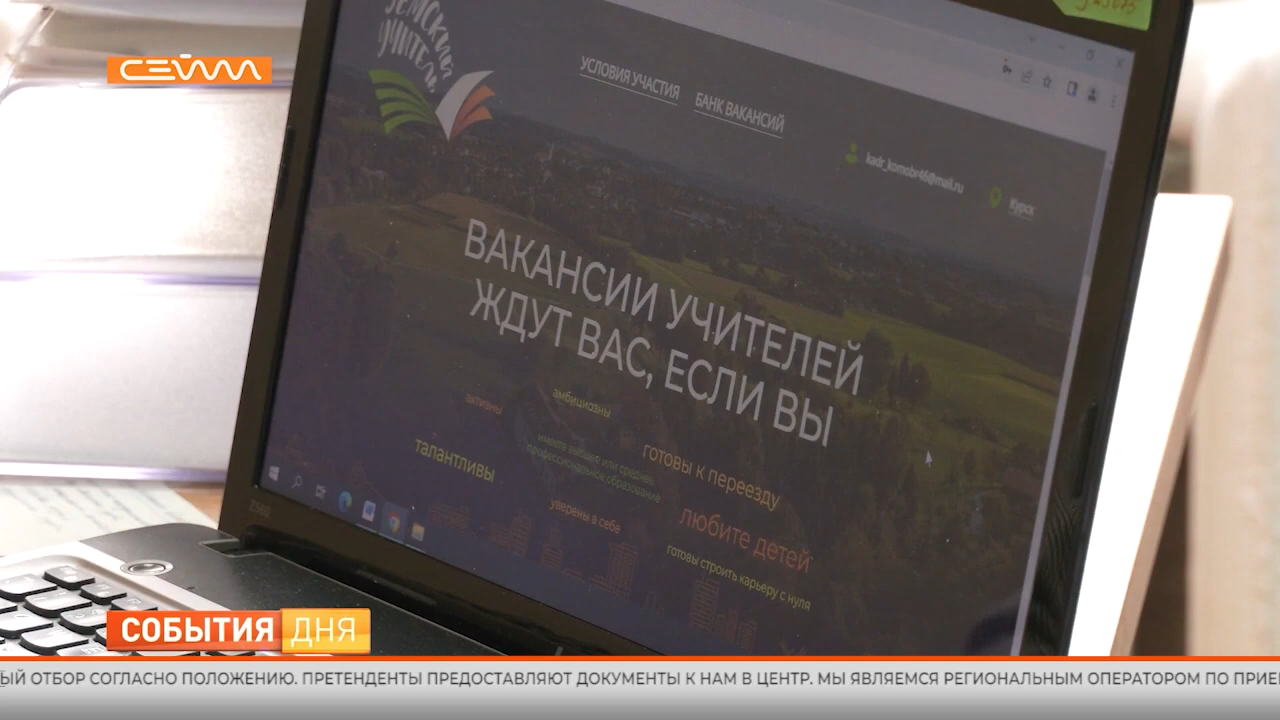 СЕЙМ
ЗЕМСКИЙ
УЧИТЕЛЬ
УСЛОВИЯ УЧАСТИЯ
БАНК ВАКАНСИЙ
kadr_komobr46@mail.ru
Курск
ВАКАНСИИ УЧИТЕЛЕЙ
ЖДУТ ВАС, ЕСЛИ ВЫ
активны
амбициозны
талантливы
имеете высшее или среднее
профессиональное образование
готовы к переезду
уверены в себе
любите детей
готовы строить карьеру с нуля
Z560
СОБЫТИЯ ДНЯ
ЫЙ ОТБОР СОГЛАСНО ПОЛОЖЕНИЮ. ПРЕТЕНДЕНТЫ ПРЕДОСТАВЛЯЮТ ДОКУМЕНТЫ К НАМ В ЦЕНТР. МЫ ЯВЛЯЕМСЯ РЕГИОНАЛЬНЫМ ОПЕРАТОРОМ ПО ПРИЕ